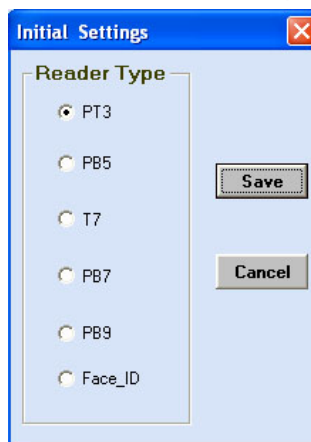 Initial Settings
Reader Type
PT3
PB5
Save
T7
PB7
Cancel
PB9
Face_ID